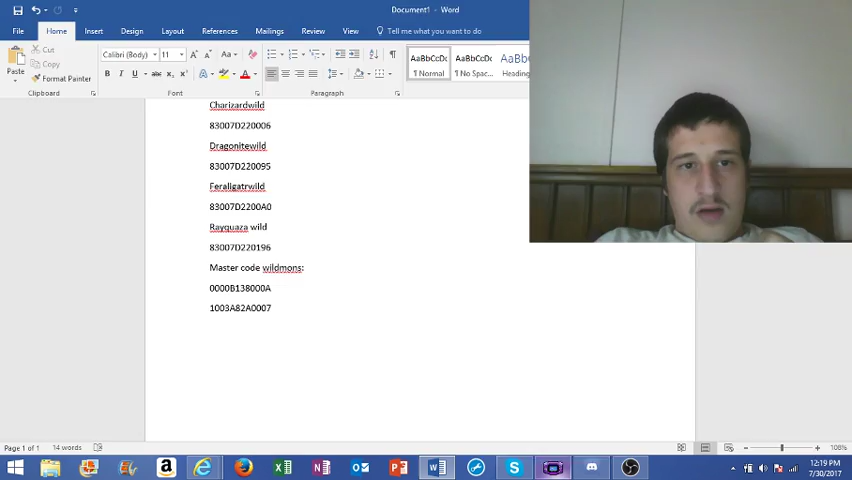 Document1 - Word
File Home Insert Design Layout References Mailings Review View Tell me what you want to do
Cut
Copy
Format Painter
Paste
Clipboard
Calibri (Body) 11
Font
Paragraph
AaBbCcDc AaBbCcDc AaBbCc
¶ Normal ¶ No Spac... Heading
Charizardwild
83007D220006
Dragonitewild
83007D220095
Feraligatrwild
83007D2200A0
Rayquaza wild
83007D220196
Master code wildmons:
0000B138000A
1003A82A0007
Page 1 of 1 14 words 108%
12:19 PM
7/30/2017